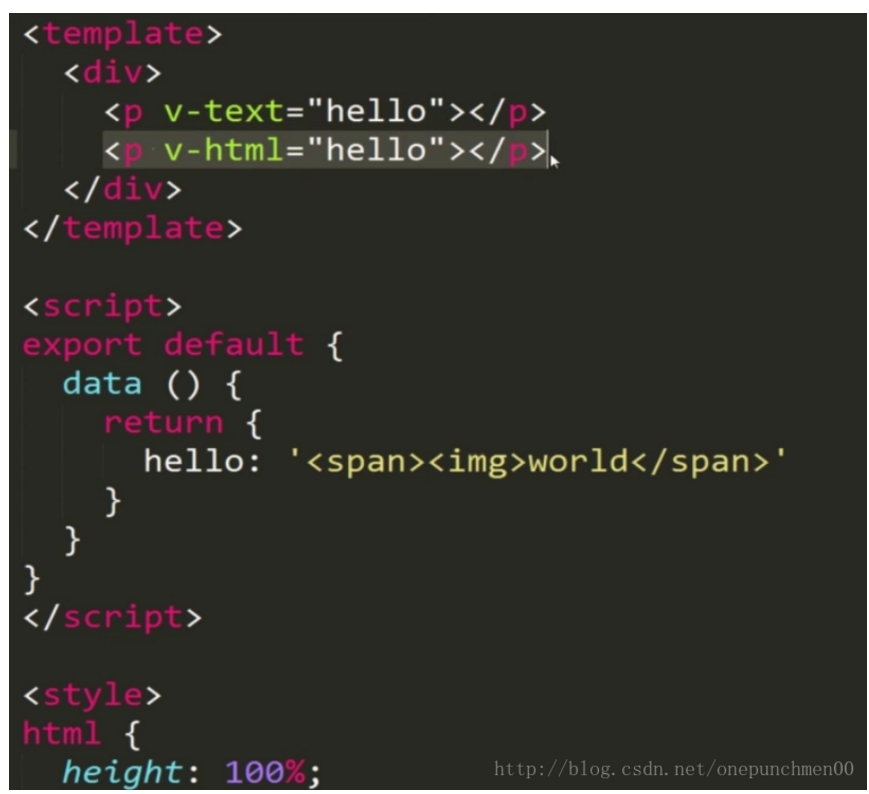 <template>
  <div>
    <p v-text="hello"></p>
    <p v-html="hello"></p>
  </div>
</template>

<script>
export default {
  data () {
    return {
      hello: '<span><img>world</span>'
    }
  }
}
</script>

<style>
html {
  height: 100%;
http://blog.csdn.net/onepunchmen00